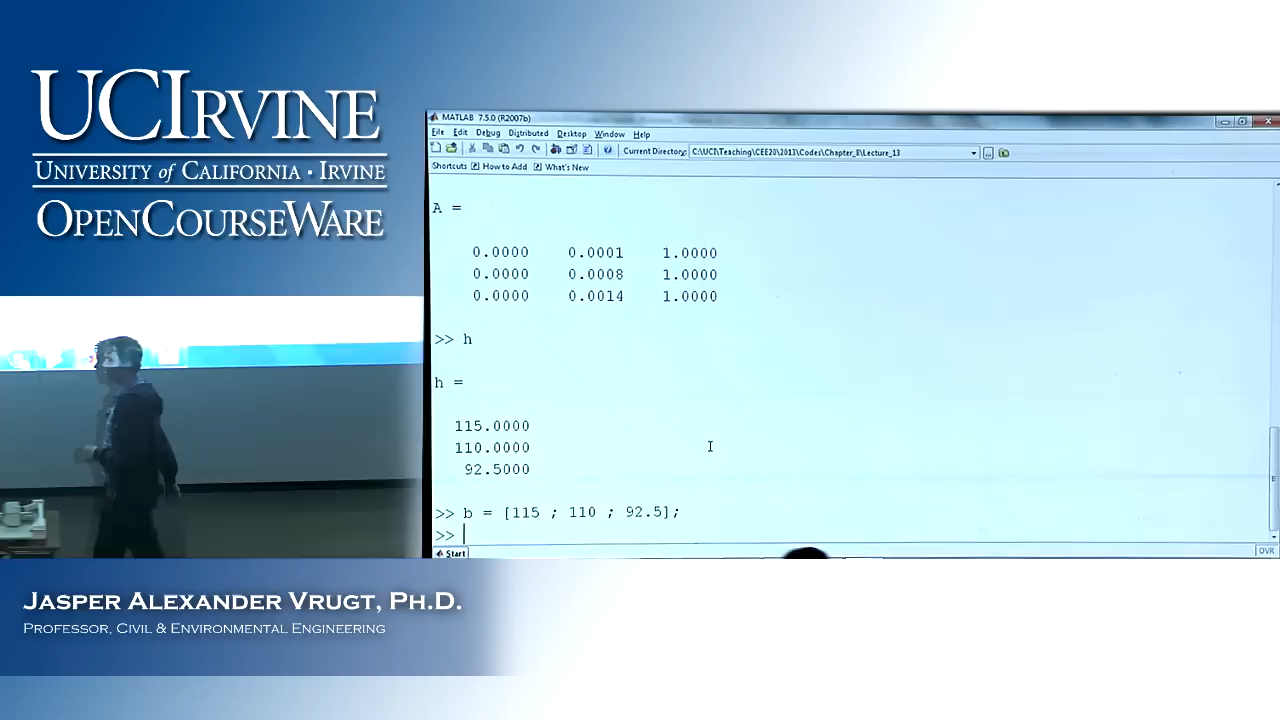 UCIRVINE
UNIVERSITY of CALIFORNIA · IRVINE
OPENCOURSEWARE
MATLAB 7.5.0 (R2007b)
File Edit Debug Distributed Desktop Window Help
Current Directory: C:\UCI\Teaching\CEE20\2013\Codes\Chapter_8\Lecture_13
Shortcuts How to Add What's New
A =
0.0000 0.0001 1.0000
0.0000 0.0008 1.0000
0.0000 0.0014 1.0000
>> h
h =
115.0000
110.0000
92.5000
>> b = [115 ; 110 ; 92.5];
>>
Start
OVR
JASPER ALEXANDER VRUGT, PH.D.
PROFESSOR, CIVIL & ENVIRONMENTAL ENGINEERING